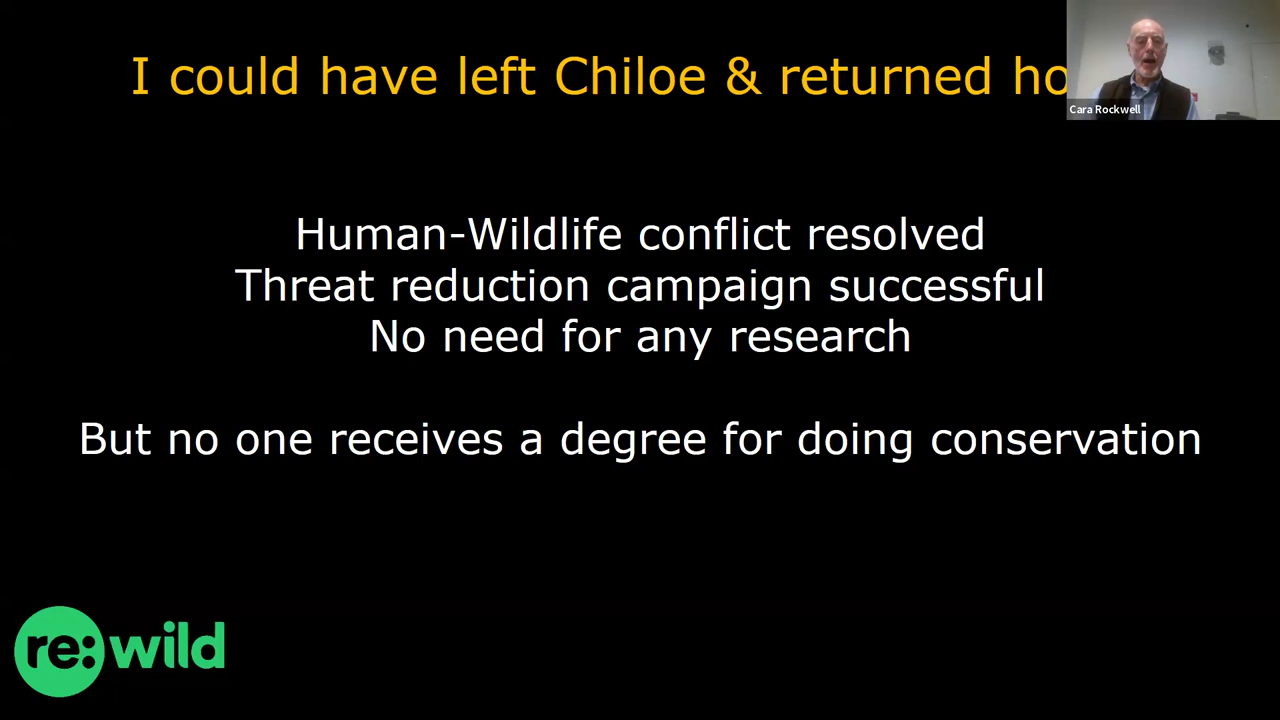 I could have left Chiloe & returned ho
Cara Rockwell
Human-Wildlife conflict resolved
Threat reduction campaign successful
No need for any research
But no one receives a degree for doing conservation
re:wild